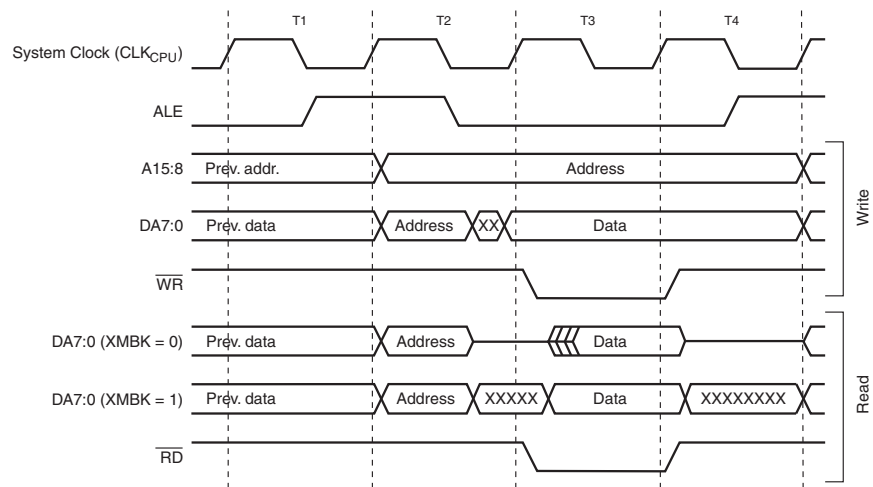 T1 T2 T3 T4
System Clock (CLKCPU)
ALE
A15:8 Prev. addr. Address
DA7:0 Prev. data Address XX Data
WR
Write
DA7:0 (XMBK = 0) Prev. data Address Data
DA7:0 (XMBK = 1) Prev. data Address XXXXX Data XXXXXXXX
RD
Read